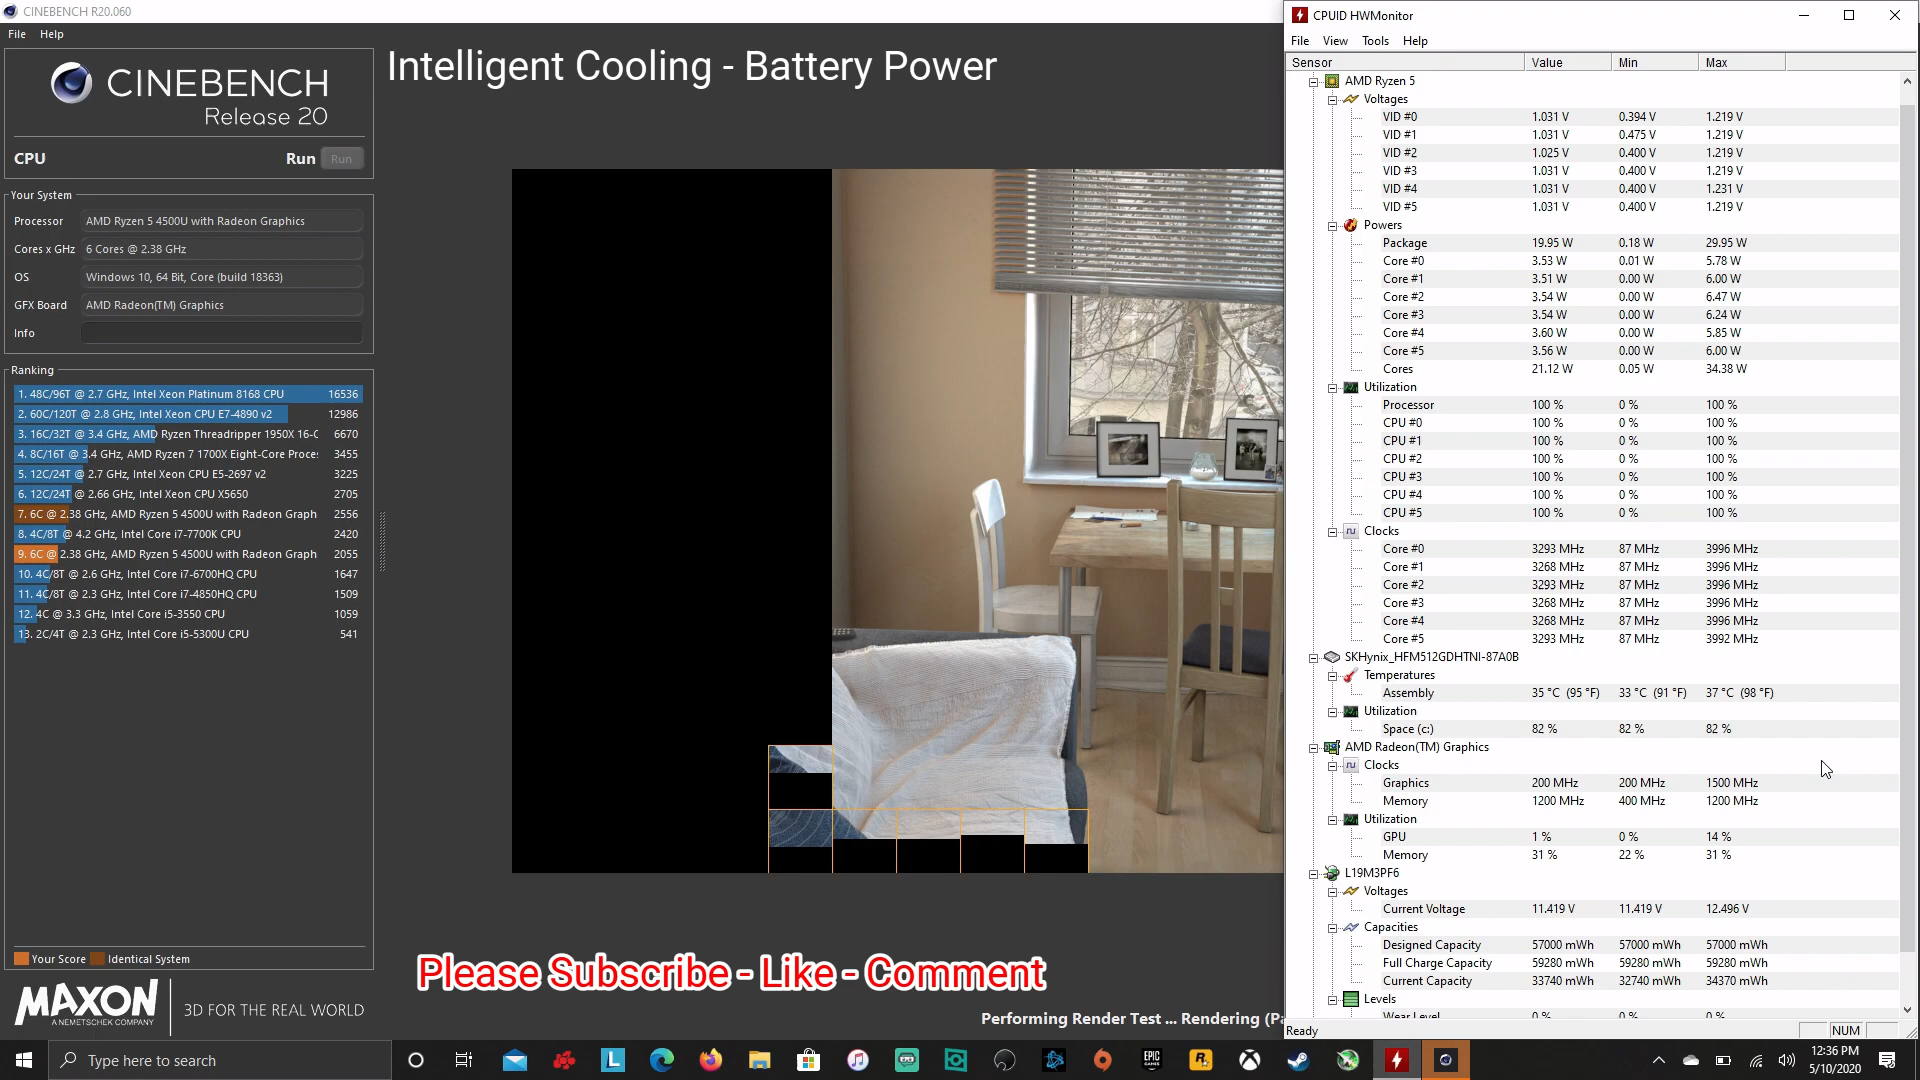 CINEBENCH R20.060
File Help
CINEBENCH
Release 20
CPU Run Run
Your System
Processor AMD Ryzen 5 4500U with Radeon Graphics
Cores x GHz 6 Cores @ 2.38 GHz
OS Windows 10, 64 Bit, Core (build 18363)
GFX Board AMD Radeon(TM) Graphics
Info
Ranking
1. 48C/96T @ 2.7 GHz, Intel Xeon Platinum 8168 CPU 16536
2. 60C/120T @ 2.8 GHz, Intel Xeon CPU E7-4890 v2 12986
3. 16C/32T @ 3.4 GHz, AMD Ryzen Threadripper 1950X 16-C 6670
4. 8C/16T @ 3.4 GHz, AMD Ryzen 7 1700X Eight-Core Proce: 3455
5. 12C/24T @ 2.7 GHz, Intel Xeon CPU E5-2697 v2 3225
6. 12C/24T @ 2.66 GHz, Intel Xeon CPU X5650 2705
7. 6C @ 2.38 GHz, AMD Ryzen 5 4500U with Radeon Graph 2556
8. 4C/8T @ 4.2 GHz, Intel Core i7-7700K CPU 2420
9. 6C @ 2.38 GHz, AMD Ryzen 5 4500U with Radeon Graph 2055
10. 4C/8T @ 2.6 GHz, Intel Core i7-6700HQ CPU 1647
11. 4C/8T @ 2.3 GHz, Intel Core i7-4850HQ CPU 1509
12. 4C @ 3.3 GHz, Intel Core i5-3550 CPU 1059
13. 2C/4T @ 2.3 GHz, Intel Core i5-5300U CPU 541
Your Score Identical System
MAXON
A NEMETSCHEK COMPANY
3D FOR THE REAL WORLD
Intelligent Cooling - Battery Power
Please Subscribe - Like - Comment
Performing Render Test ... Rendering (Pa
CPUID HWMonitor
File View Tools Help
Sensor Value Min Max
AMD Ryzen 5
Voltages
VID #0 1.031 V 0.394 V 1.219 V
VID #1 1.031 V 0.475 V 1.219 V
VID #2 1.025 V 0.400 V 1.219 V
VID #3 1.031 V 0.400 V 1.219 V
VID #4 1.031 V 0.400 V 1.231 V
VID #5 1.031 V 0.400 V 1.219 V
Powers
Package 19.95 W 0.18 W 29.95 W
Core #0 3.53 W 0.01 W 5.78 W
Core #1 3.51 W 0.00 W 6.00 W
Core #2 3.54 W 0.00 W 6.47 W
Core #3 3.54 W 0.00 W 6.24 W
Core #4 3.60 W 0.00 W 5.85 W
Core #5 3.56 W 0.00 W 6.00 W
Cores 21.12 W 0.05 W 34.38 W
Utilization
Processor 100 % 0 % 100 %
CPU #0 100 % 0 % 100 %
CPU #1 100 % 0 % 100 %
CPU #2 100 % 0 % 100 %
CPU #3 100 % 0 % 100 %
CPU #4 100 % 0 % 100 %
CPU #5 100 % 0 % 100 %
Clocks
Core #0 3293 MHz 87 MHz 3996 MHz
Core #1 3268 MHz 87 MHz 3996 MHz
Core #2 3293 MHz 87 MHz 3996 MHz
Core #3 3268 MHz 87 MHz 3996 MHz
Core #4 3268 MHz 87 MHz 3996 MHz
Core #5 3293 MHz 87 MHz 3992 MHz
SKHynix_HFM512GDHTNI-87A0B
Temperatures
Assembly 35 °C (95 °F) 33 °C (91 °F) 37 °C (98 °F)
Utilization
Space (c:) 82 % 82 % 82 %
AMD Radeon(TM) Graphics
Clocks
Graphics 200 MHz 200 MHz 1500 MHz
Memory 1200 MHz 400 MHz 1200 MHz
Utilization
GPU 1 % 0 % 14 %
Memory 31 % 22 % 31 %
L19M3PF6
Voltages
Current Voltage 11.419 V 11.419 V 12.496 V
Capacities
Designed Capacity 57000 mWh 57000 mWh 57000 mWh
Full Charge Capacity 59280 mWh 59280 mWh 59280 mWh
Current Capacity 33740 mWh 32740 mWh 34370 mWh
Levels
Wear Level 0 % 0 % 0 %
Ready NUM
Type here to search
L
EPIC GAMES
R
12:36 PM
5/10/2020